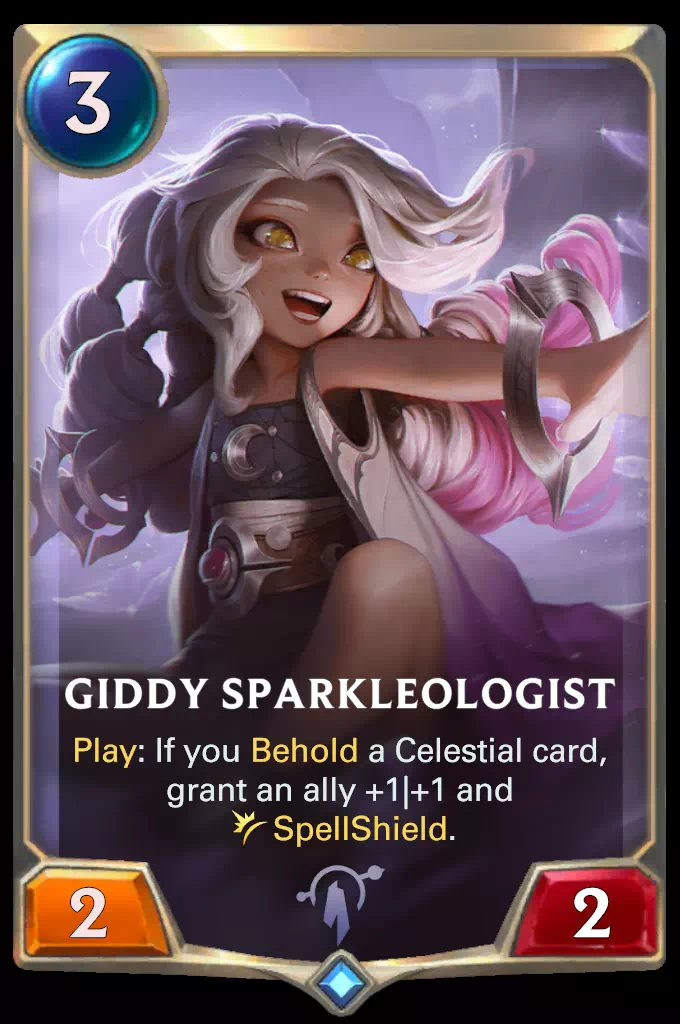 3
GIDDY SPARKLEOLOGIST
Play: If you Behold a Celestial card,
grant an ally +1|+1 and
SpellShield.
2
2